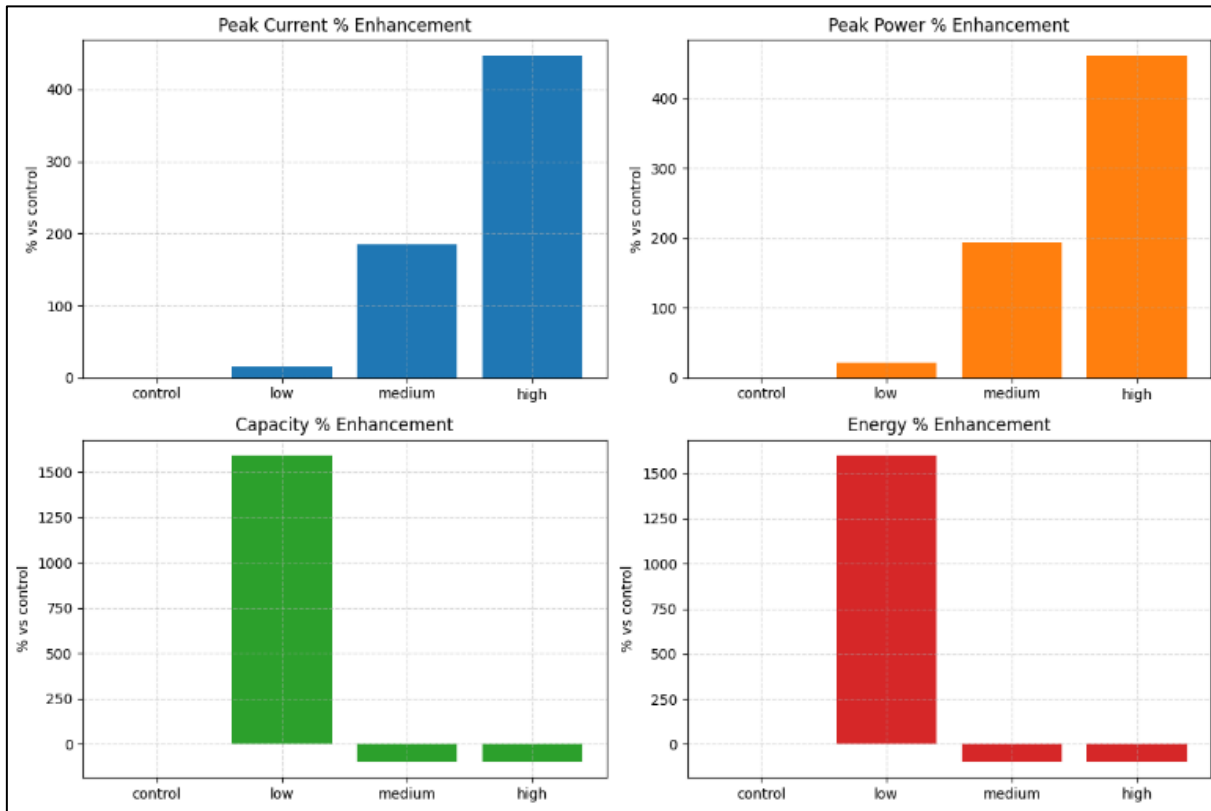 Peak Current % Enhancement
% vs control
400
300
200
100
0
control low medium high
Peak Power % Enhancement
% vs control
400
300
200
100
0
control low medium high
Capacity % Enhancement
% vs control
1500
1250
1000
750
500
250
0
control low medium high
Energy % Enhancement
% vs control
1500
1250
1000
750
500
250
0
control low medium high